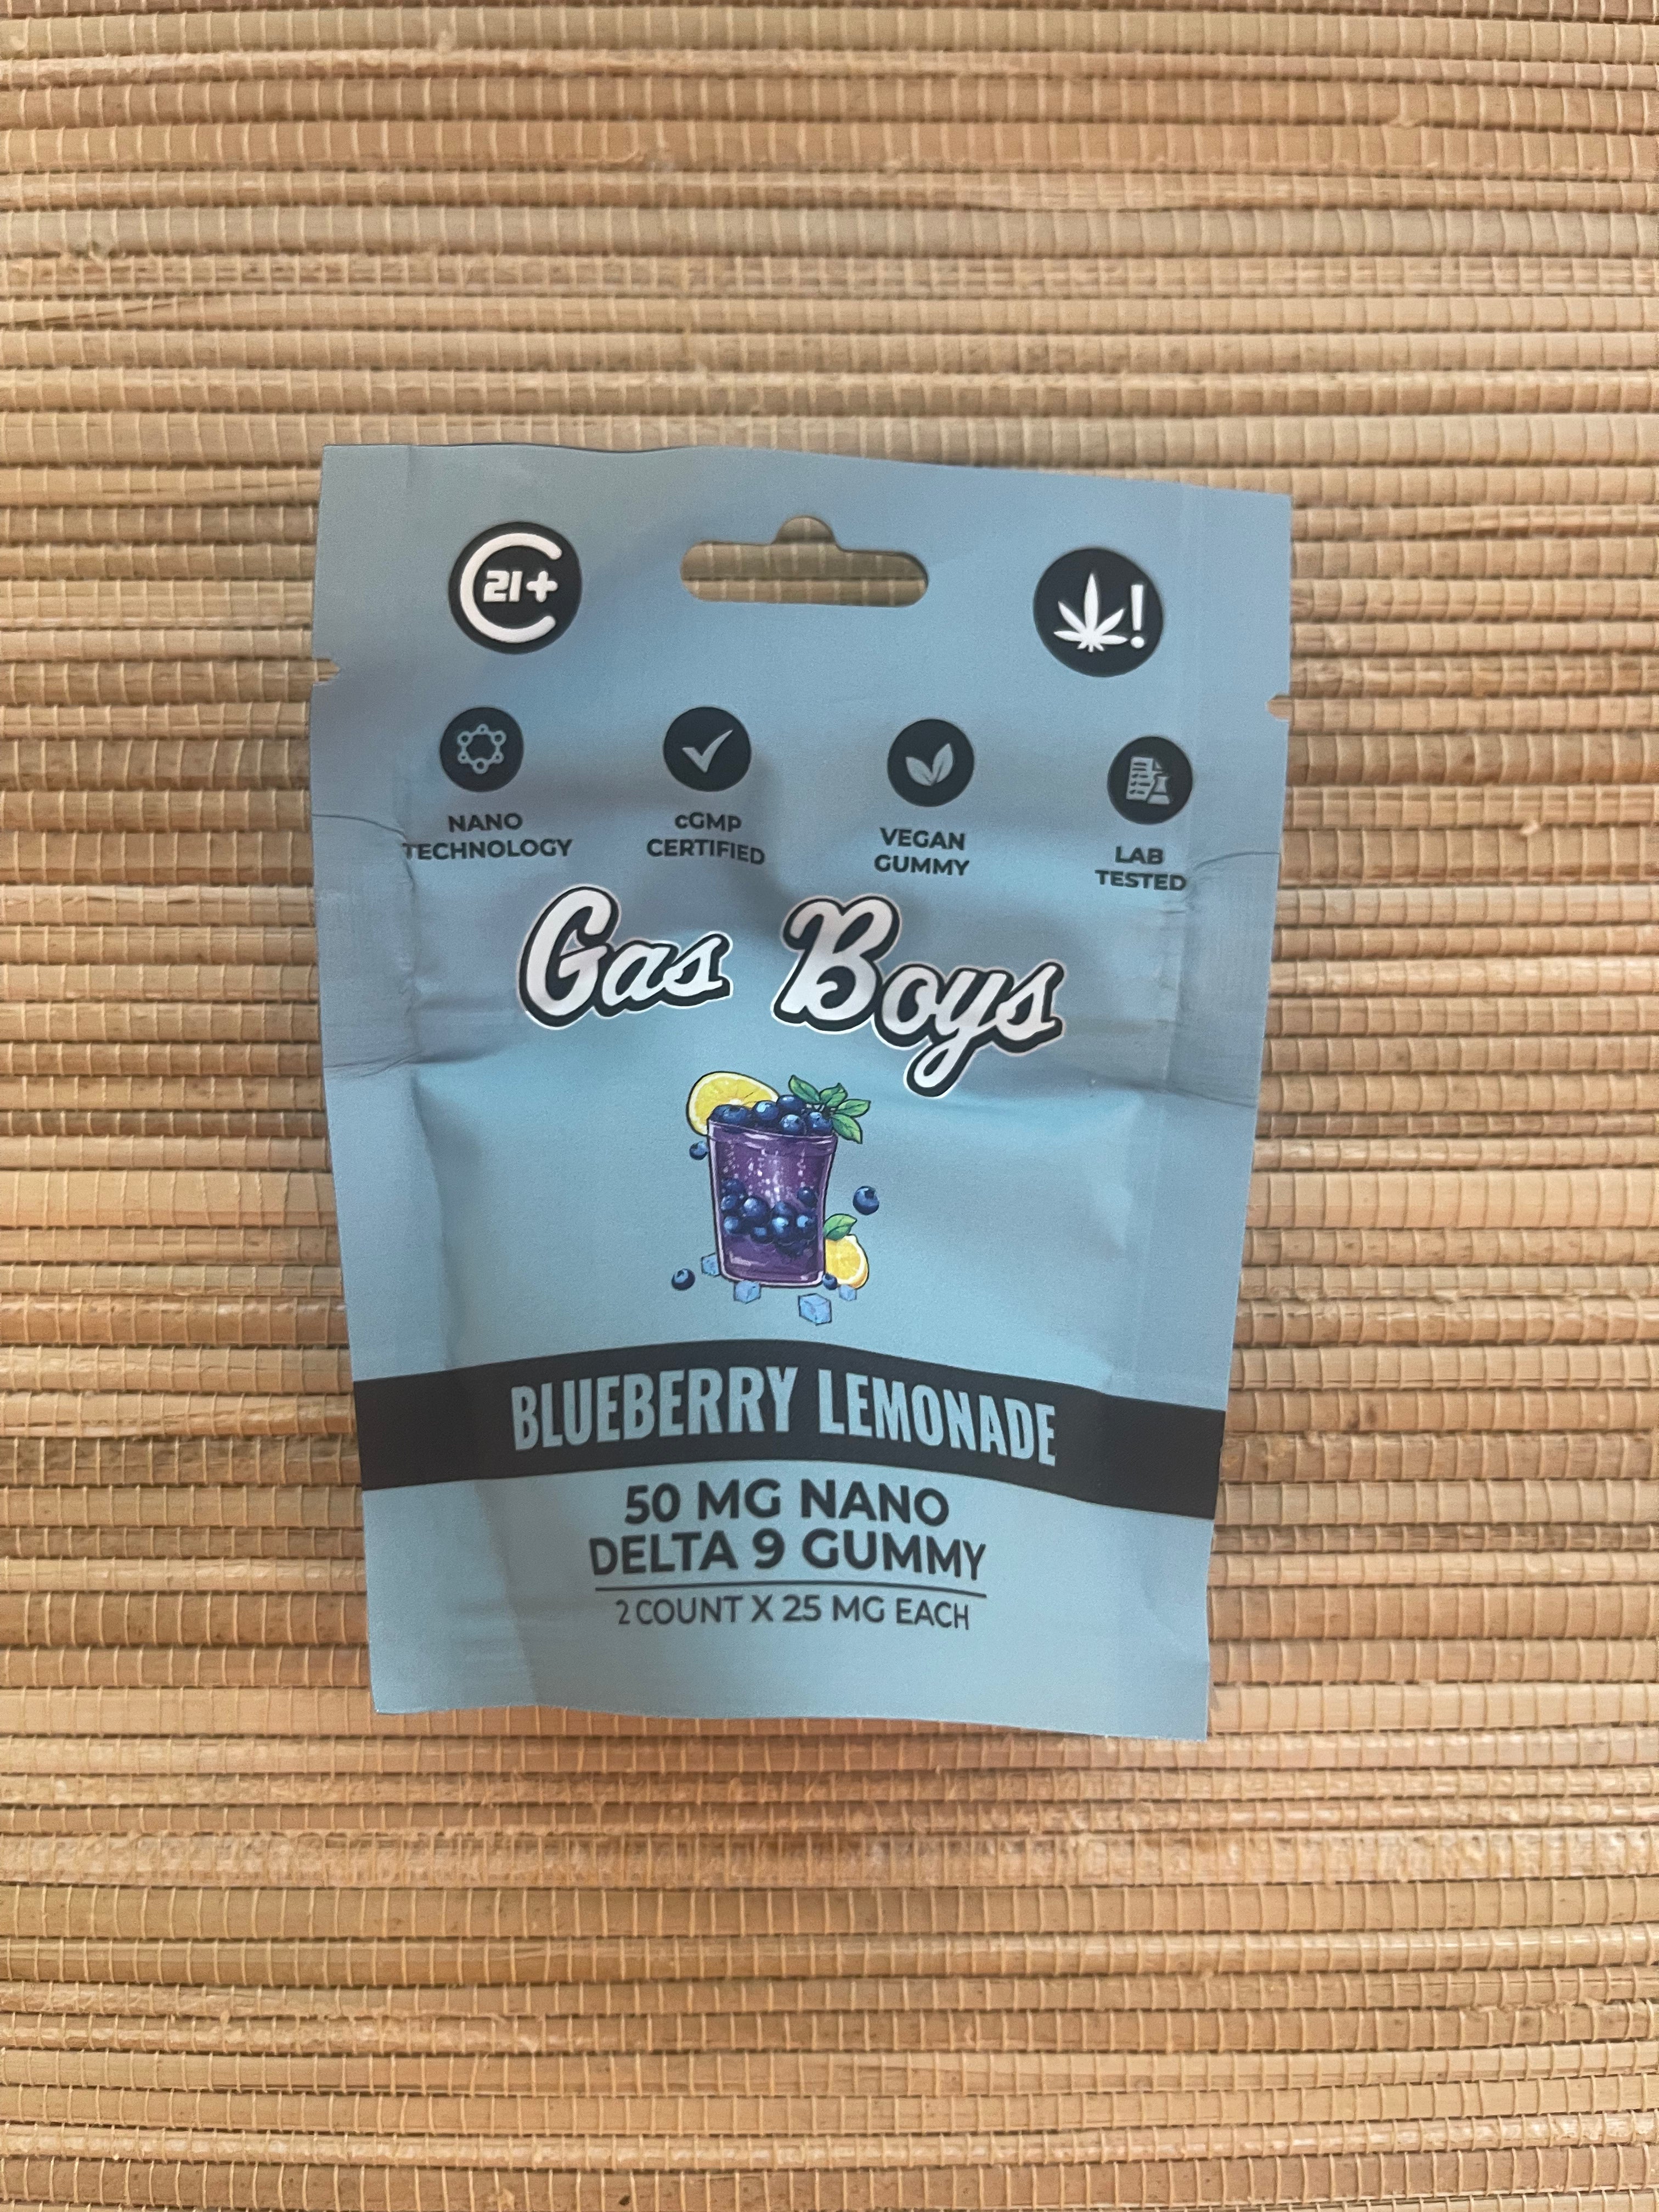 21+
NANO
TECHNOLOGY
cGMP
CERTIFIED
VEGAN
GUMMY
LAB
TESTED
Gas Boys
BLUEBERRY LEMONADE
50 MG NANO
DELTA 9 GUMMY
2 COUNT X 25 MG EACH